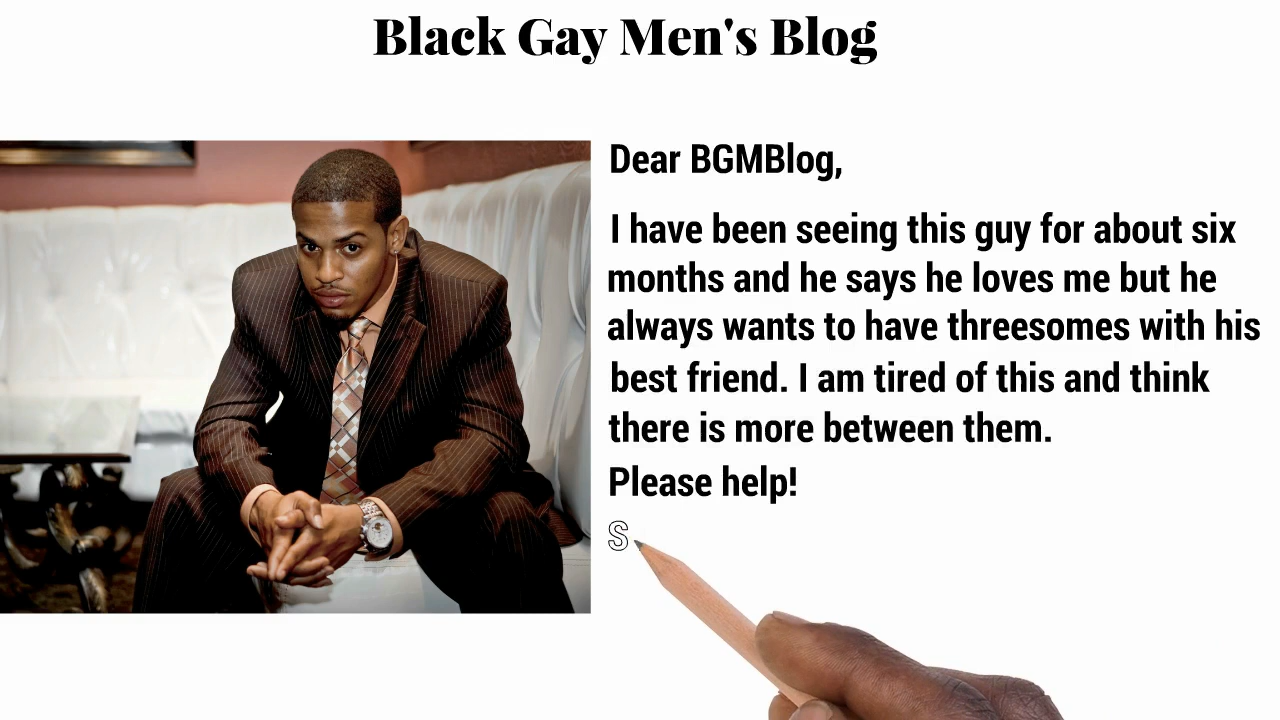 Black Gay Men's Blog
Dear BGMBlog,
I have been seeing this guy for about six
months and he says he loves me but he
always wants to have threesomes with his
best friend. I am tired of this and think
there is more between them.
Please help!
S